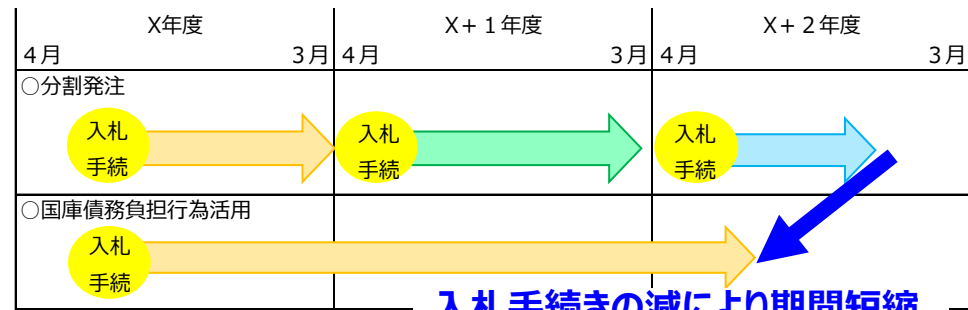 X年度 X+１年度 X+２年度
４月 ３月 ４月 ３月 ４月 ３月
○分割発注
入札 入札 入札
手続 手続 手続
○国庫債務負担行為活用
入札
手続
入札手続きの減により期間短縮